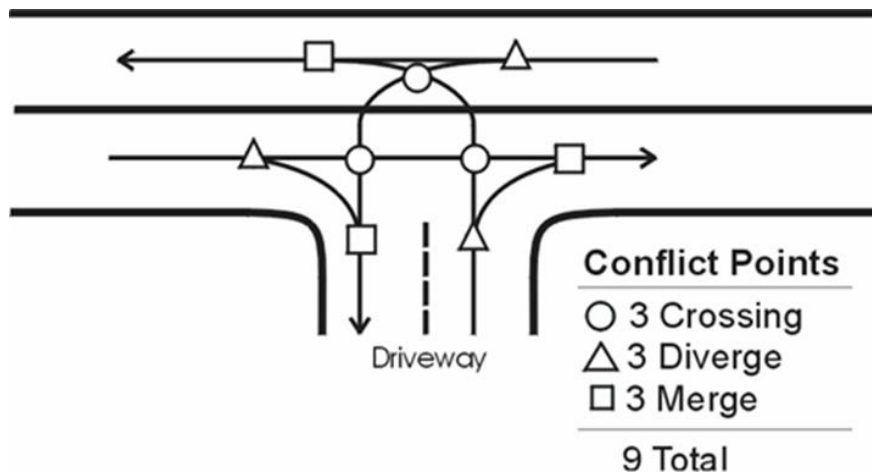 Driveway
Conflict Points
3 Crossing
3 Diverge
3 Merge
9 Total